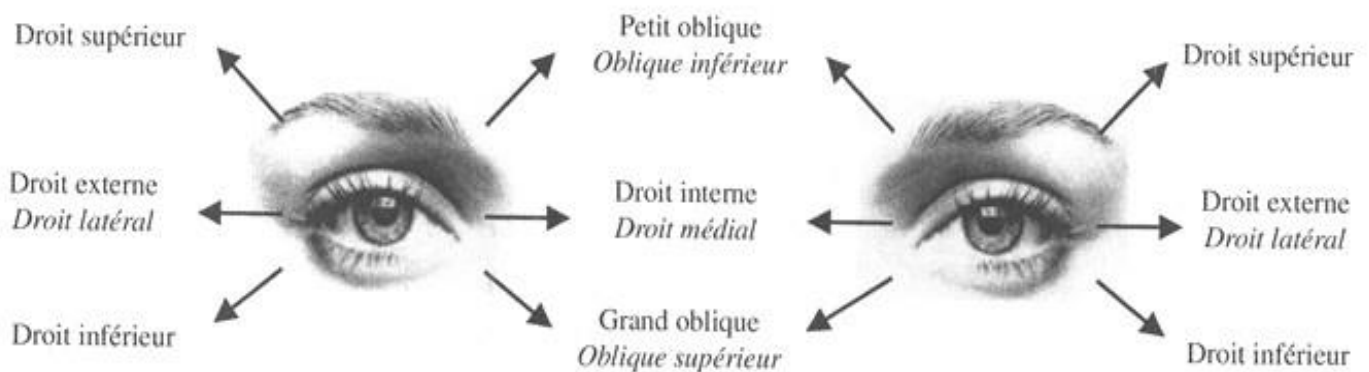 Droit supérieur
Petit oblique
Oblique inférieur
Droit supérieur
Droit externe
Droit latéral
Droit interne
Droit médial
Droit externe
Droit latéral
Droit inférieur
Grand oblique
Oblique supérieur
Droit inférieur